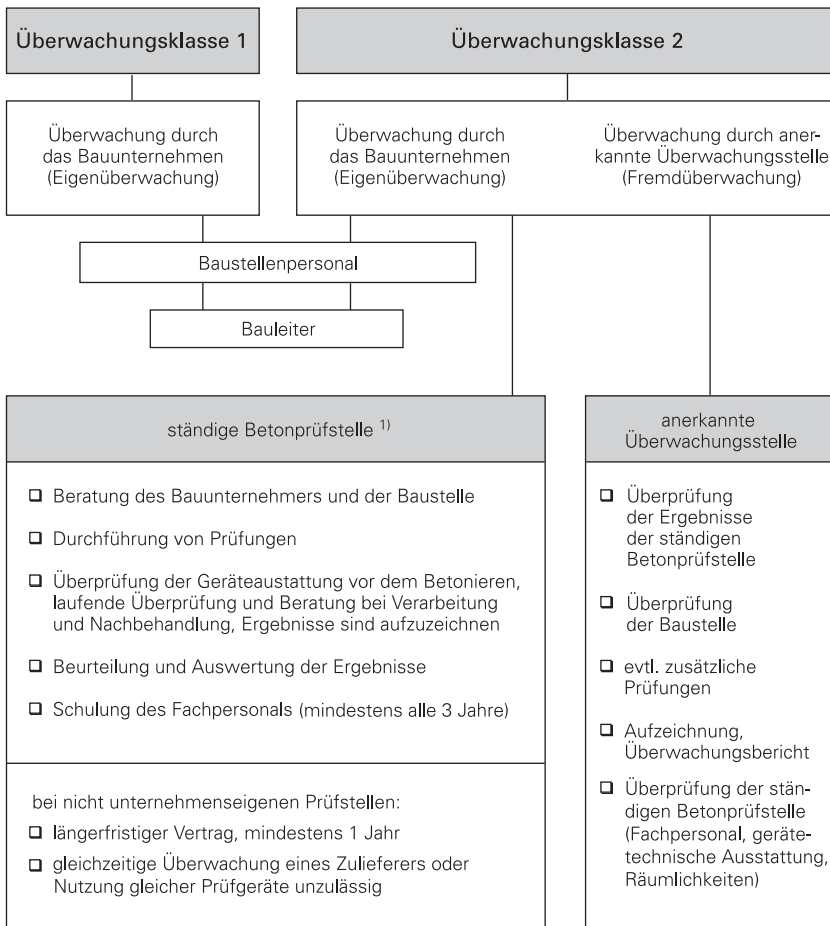 Überwachungsklasse 1
Überwachungsklasse 2
Überwachung durch
das Bauunternehmen
(Eigenüberwachung)
Überwachung durch
das Bauunternehmen
(Eigenüberwachung)
Überwachung durch aner-
kannte Überwachungsstelle
(Fremdüberwachung)
Baustellenpersonal
Bauleiter
ständige Betonprüfstelle 1)
❑ Beratung des Bauunternehmers und der Baustelle
❑ Durchführung von Prüfungen
❑ Überprüfung der Geräteaustattung vor dem Betonieren,
laufende Überprüfung und Beratung bei Verarbeitung
und Nachbehandlung, Ergebnisse sind aufzuzeichnen
❑ Beurteilung und Auswertung der Ergebnisse
❑ Schulung des Fachpersonals (mindestens alle 3 Jahre)
bei nicht unternehmenseigenen Prüfstellen:
❑ längerfristiger Vertrag, mindestens 1 Jahr
❑ gleichzeitige Überwachung eines Zulieferers oder
Nutzung gleicher Prüfgeräte unzulässig
anerkannte
Überwachungsstelle
❑ Überprüfung
der Ergebnisse
der ständigen
Betonprüfstelle
❑ Überprüfung
der Baustelle
❑ evtl. zusätzliche
Prüfungen
❑ Aufzeichnung,
Überwachungsbericht
❑ Überprüfung der stän-
digen Betonprüfstelle
(Fachpersonal, geräte-
technische Ausstattung,
Räumlichkeiten)